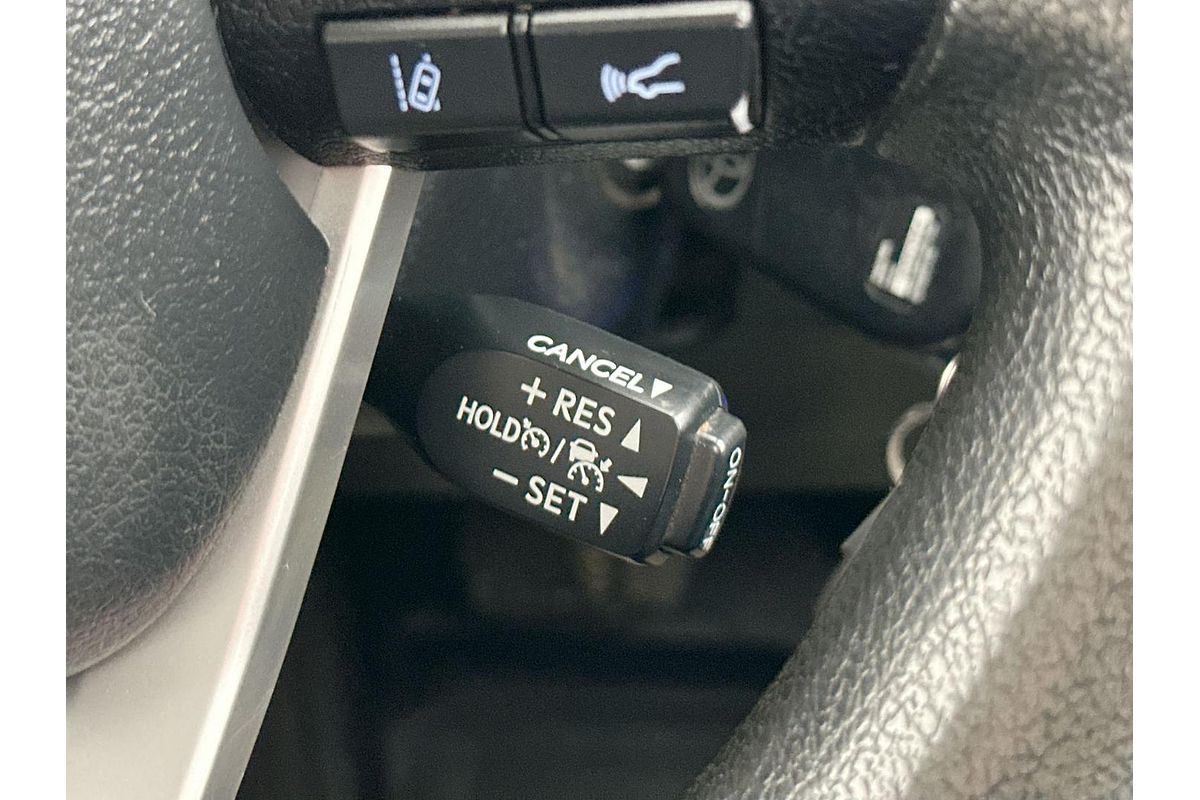 CANCEL▼
+ RES ▲
HOLD / ◀
− SET ▼
ON-OFF